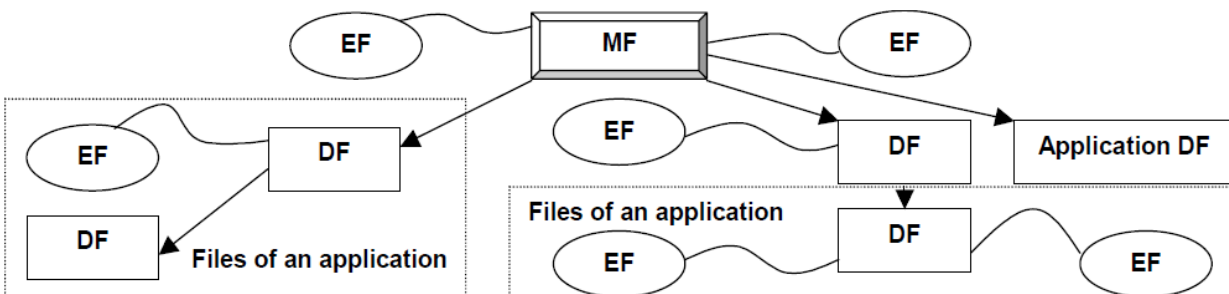 EF
MF
EF
EF
DF
EF
DF
Application DF
DF
Files of an application
Files of an application
DF
EF
EF